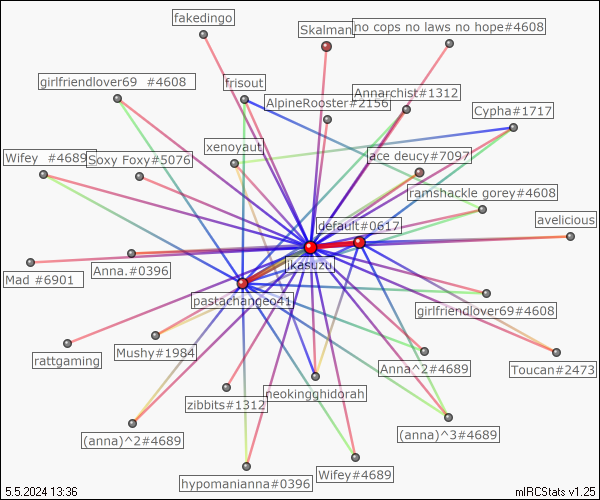 fakedingo
Skalman
no cops no laws no hope#4608
girlfriendlover69 #4608
frisout
Annarchist#1312
AlpineRooster#2156
Cypha#1717
xenoyaut
Wifey #4689
Soxy Foxy#5076
ace deucy#7097
ramshackle gorey#4608
default#0617
avelicious
jikasuzu
Mad #6901
Anna.#0396
pastachangeo41
girlfriendlover69#4608
rattgaming
Mushy#1984
Anna^2#4689
Toucan#2473
zibbits#1312
neokingghidorah
(anna)^2#4689
(anna)^3#4689
hypomanianna#0396
Wifey#4689
5.5.2024 13:36
mIRCStats v1.25